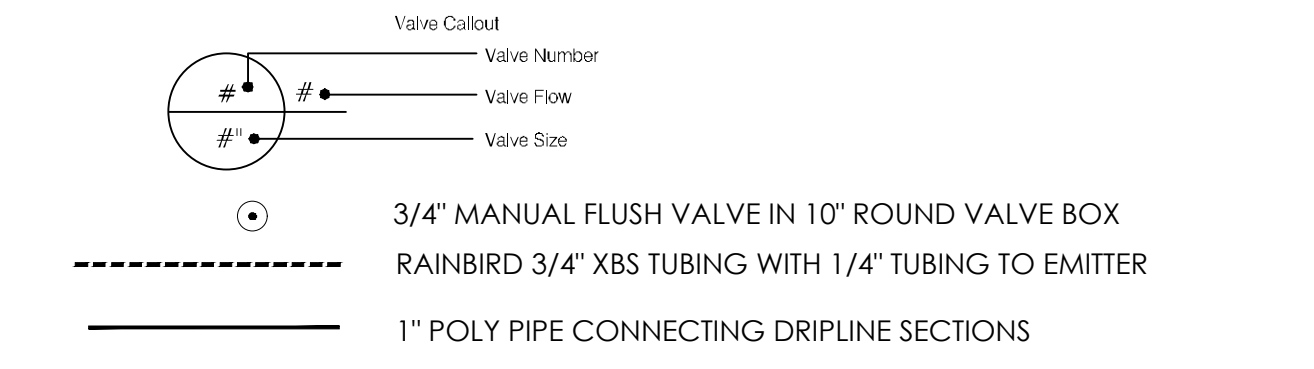 Valve Callout
Valve Number
# #
Valve Flow
#"
Valve Size
3/4" MANUAL FLUSH VALVE IN 10" ROUND VALVE BOX
RAINBIRD 3/4" XBS TUBING WITH 1/4" TUBING TO EMITTER
1" POLY PIPE CONNECTING DRIPLINE SECTIONS